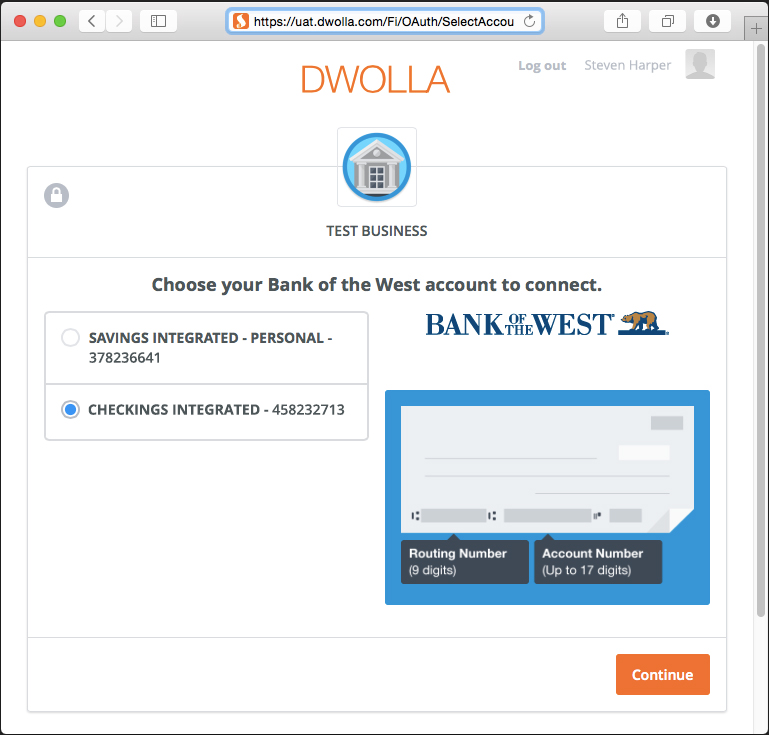 https://uat.dwolla.com/Fi/OAuth/SelectAccou
DWOLLA
Log out Steven Harper
TEST BUSINESS
Choose your Bank of the West account to connect.
SAVINGS INTEGRATED - PERSONAL -
378236641
CHECKINGS INTEGRATED - 458232713
BANK OF THE WEST
Routing Number
(9 digits)
Account Number
(Up to 17 digits)
Continue